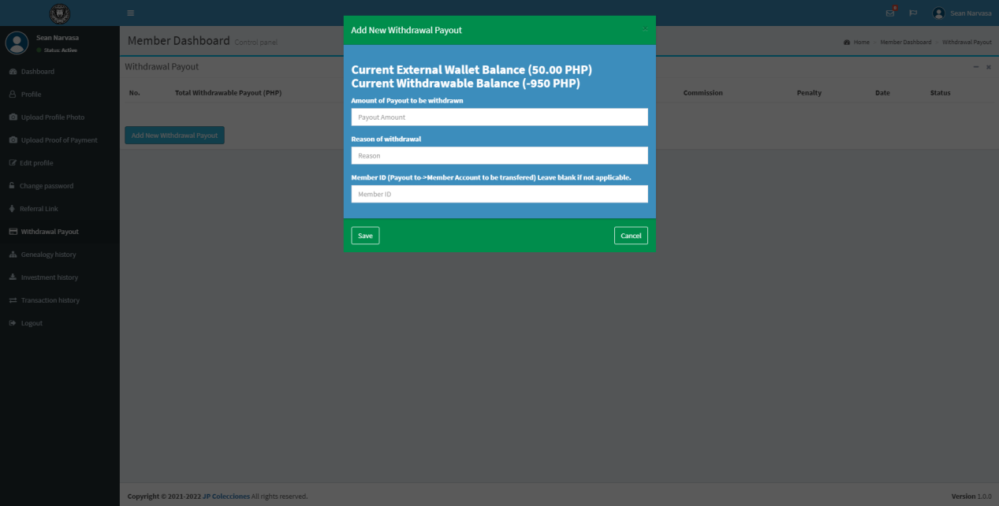 Sean Narvasa
Sean Narvasa
Status: Active
Member Dashboard Control panel
Home > Member Dashboard > Withdrawal Payout
Dashboard
Profile
Upload Profile Photo
Upload Proof of Payment
Edit profile
Change password
Referral Link
Withdrawal Payout
Genealogy history
Investment history
Transaction history
Logout
Withdrawal Payout
No. Total Withdrawable Payout (PHP) Commission Penalty Date Status
Add New Withdrawal Payout
Add New Withdrawal Payout
Current External Wallet Balance (50.00 PHP)
Current Withdrawable Balance (-950 PHP)
Amount of Payout to be withdrawn
Payout Amount
Reason of withdrawal
Reason
Member ID (Payout to->Member Account to be transfered) Leave blank if not applicable.
Member ID
Save Cancel
Copyright © 2021-2022 JP Colecciones All rights reserved.
Version 1.0.0